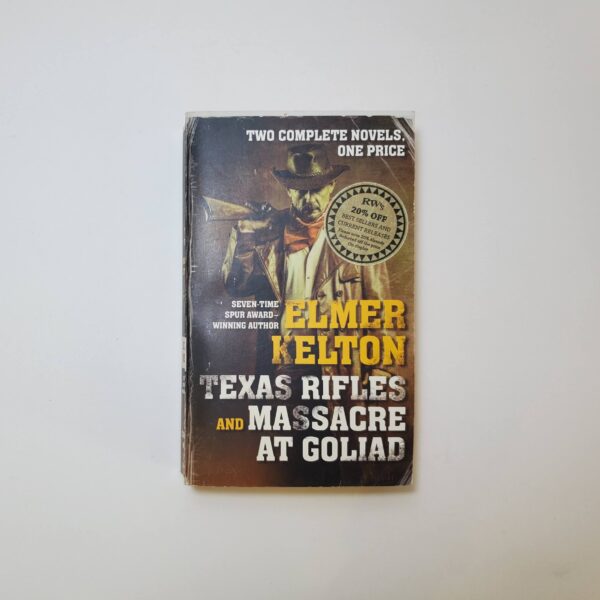 TWO COMPLETE NOVELS,
ONE PRICE
RW's
20% OFF
BEST SELLERS AND
CURRENT RELEASES
SEVEN-TIME
SPUR AWARD–
WINNING AUTHOR
ELMER
KELTON
TEXAS RIFLES
AND MASSACRE
AT GOLIAD